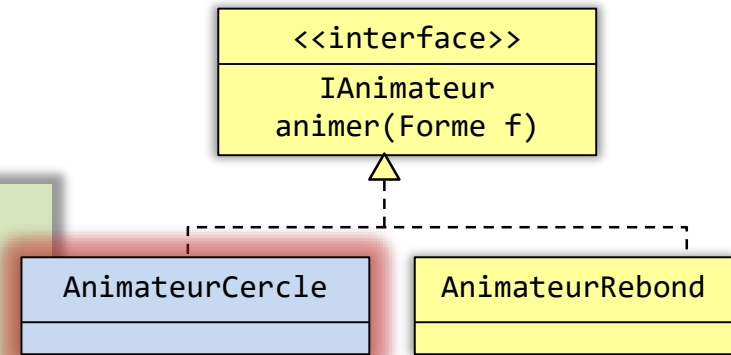 <<interface>>
IAnimateur
animer(Forme f)
AnimateurCercle
AnimateurRebond